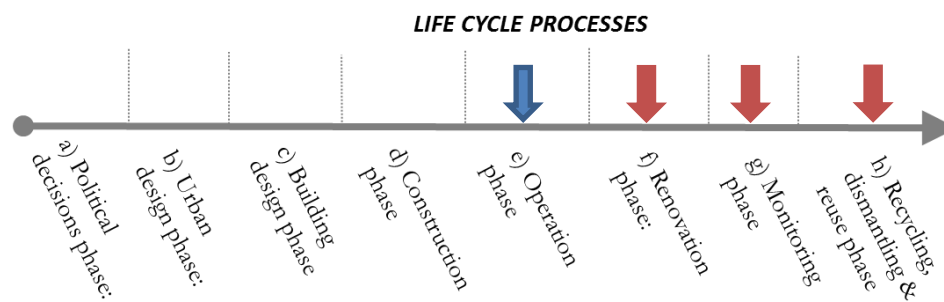 LIFE CYCLE PROCESSES
a) Political
decisions phase:
b) Urban
design phase:
c) Building
design phase
d) Construction
phase
e) Operation
phase
f) Renovation
phase:
g) Monitoring
phase
h) Recycling,
dismantling &
reuse phase